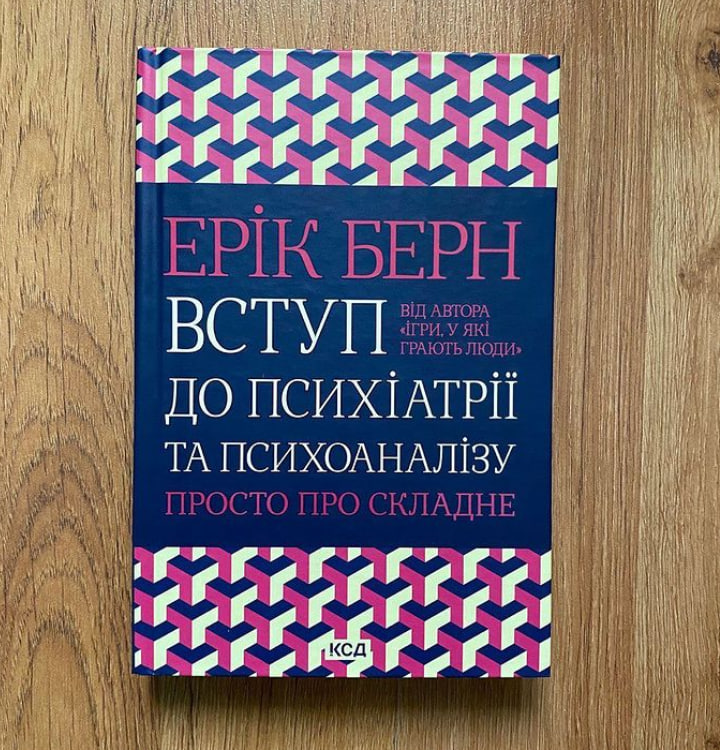 ЕРІК БЕРН
ВСТУП
ВІД АВТОРА
«ІГРИ, У ЯКІ
ГРАЮТЬ ЛЮДИ»
ДО ПСИХІАТРІЇ
ТА ПСИХОАНАЛІЗУ
ПРОСТО ПРО СКЛАДНЕ
КСД